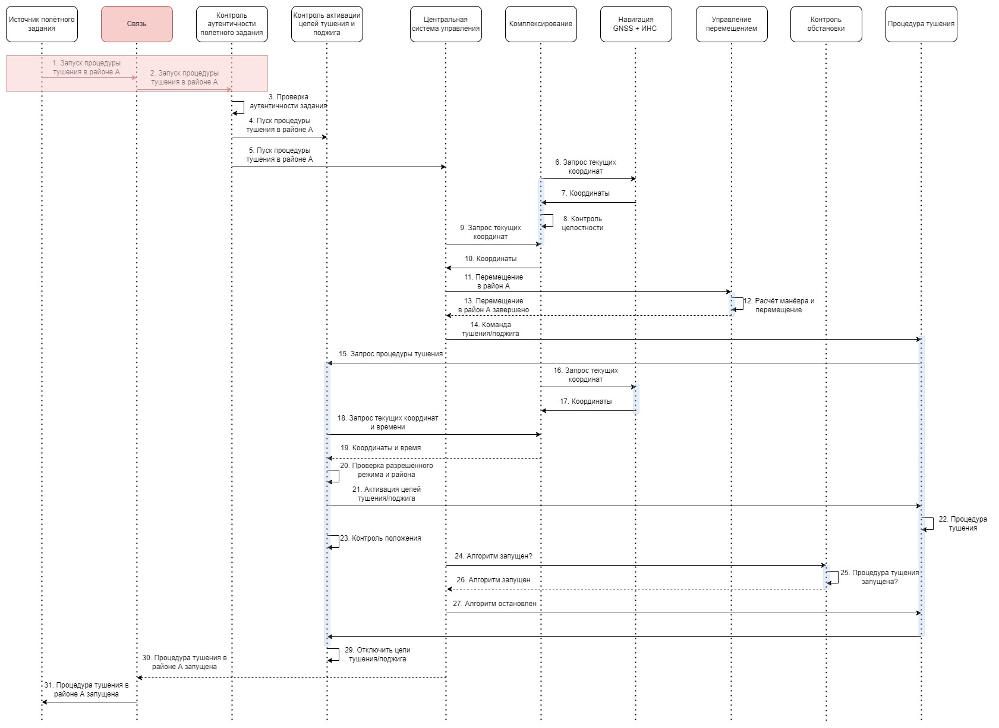 Источник полётного
задания
Связь
Контроль
аутентичности
полётного задания
Контроль активации
цепей тушения и
поджига
Центральная
система управления
Комплексирование
Навигация
GNSS + ИНС
Управление
перемещением
Контроль
обстановки
Процедура тушения
1. Запуск процедуры
тушения в районе А
2. Запуск процедуры
тушения в районе А
3. Проверка
аутентичности задания
4. Пуск процедуры
тушения в районе А
5. Пуск процедуры
тушения в районе А
6. Запрос текущих
координат
7. Координаты
8. Контроль
целостности
9. Запрос текущих
координат
10. Координаты
11. Перемещение
в район А
12. Расчёт манёвра и
перемещение
13. Перемещение
в район А завершено
14. Команда
тушения/поджига
15. Запрос процедуры тушения
16. Запрос текущих
координат
17. Координаты
18. Запрос текущих координат
и времени
19. Координаты и время
20. Проверка разрешённого
режима и района
21. Активация цепей
тушения/поджига
22. Процедура
тушения
23. Контроль положения
24. Алгоритм запущен?
25. Процедура тущения
запущена?
26. Алгоритм запущен
27. Алгоритм остановлен
29. Отключить цепи
тушения/поджига
30. Процедура тушения в
районе А запущена
31. Процедура тушения в
районе А запущена